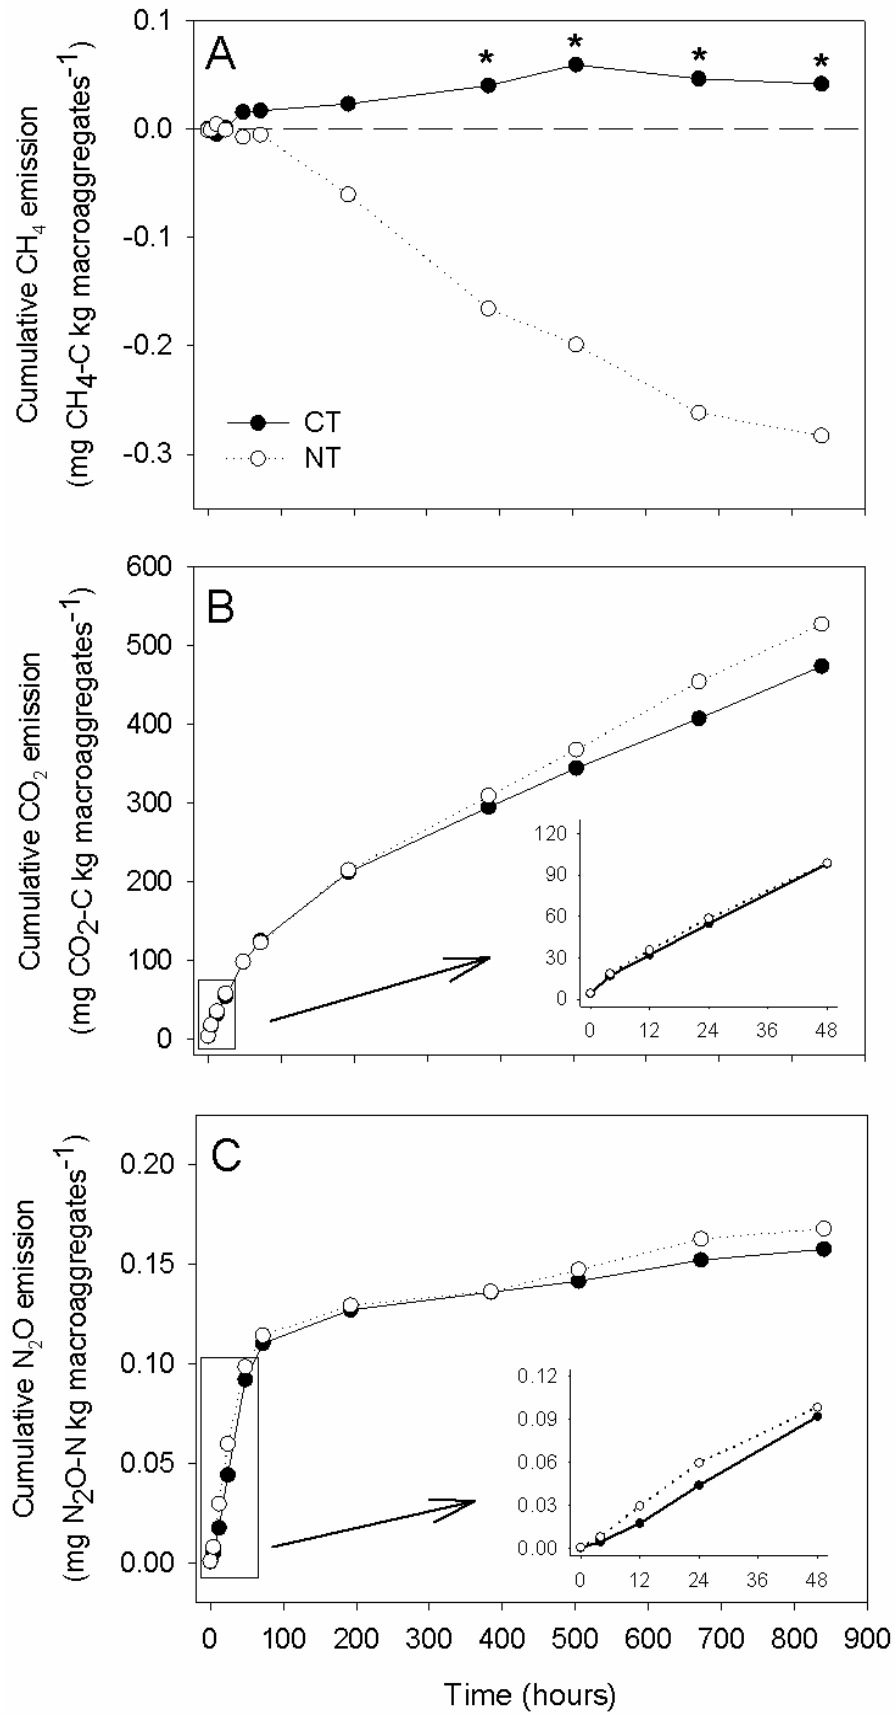 A
* * * *
0.1
0.0
-0.1
-0.2
-0.3
Cumulative CH4 emission
(mg CH4-C kg macroaggregates-1)
CT
NT
B
600
500
400
300
200
100
0
Cumulative CO2 emission
(mg CO2-C kg macroaggregates-1)
120
90
60
30
0
0 12 24 36 48
C
0.20
0.15
0.10
0.05
0.00
Cumulative N2O emission
(mg N2O-N kg macroaggregates-1)
0.12
0.09
0.06
0.03
0.00
0 12 24 36 48
0 100 200 300 400 500 600 700 800 900
Time (hours)